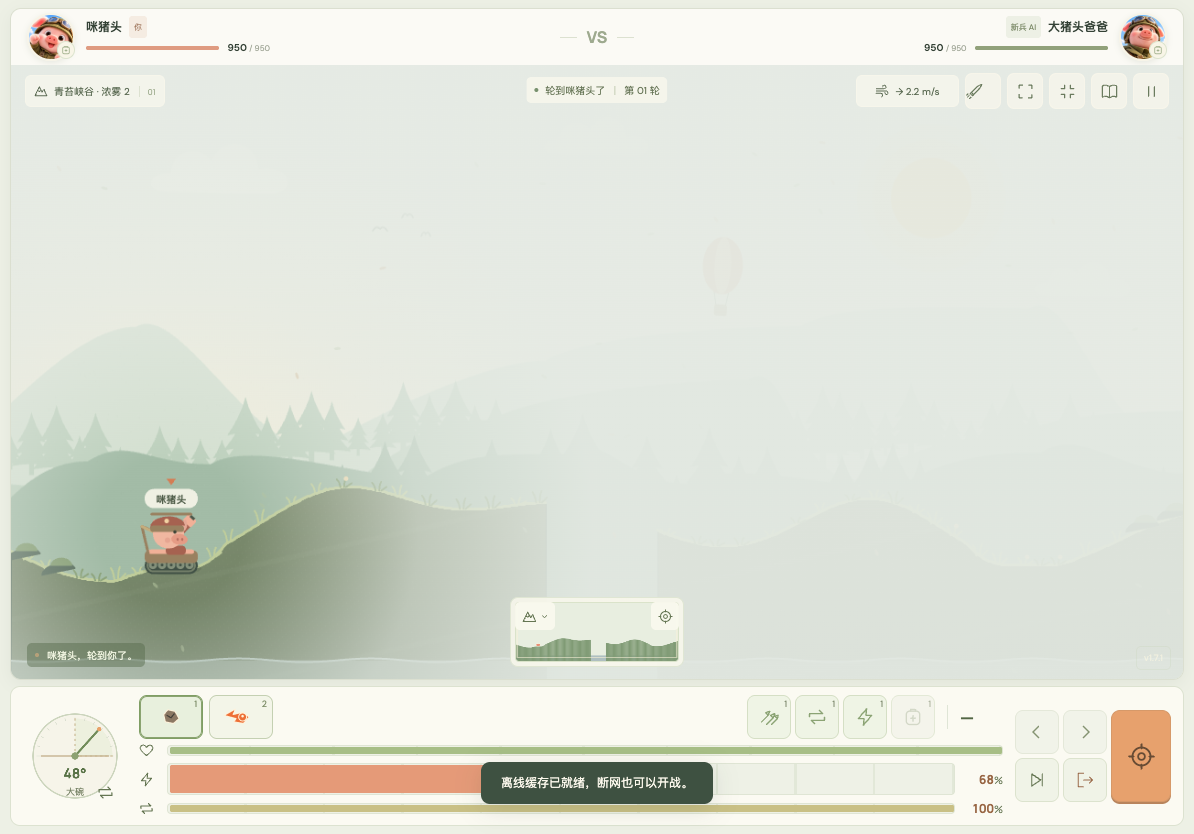 咪猪头 你
950 / 950
VS
新兵 AI 大猪头爸爸
950 / 950
青苔峡谷 · 浓雾 2 | 01
轮到咪猪头了 | 第 01 轮
→ 2.2 m/s
咪猪头
咪猪头，轮到你了。
1
2
1
1
1
1
48°
大碗
68%
100%
离线缓存已就绪，断网也可以开战。